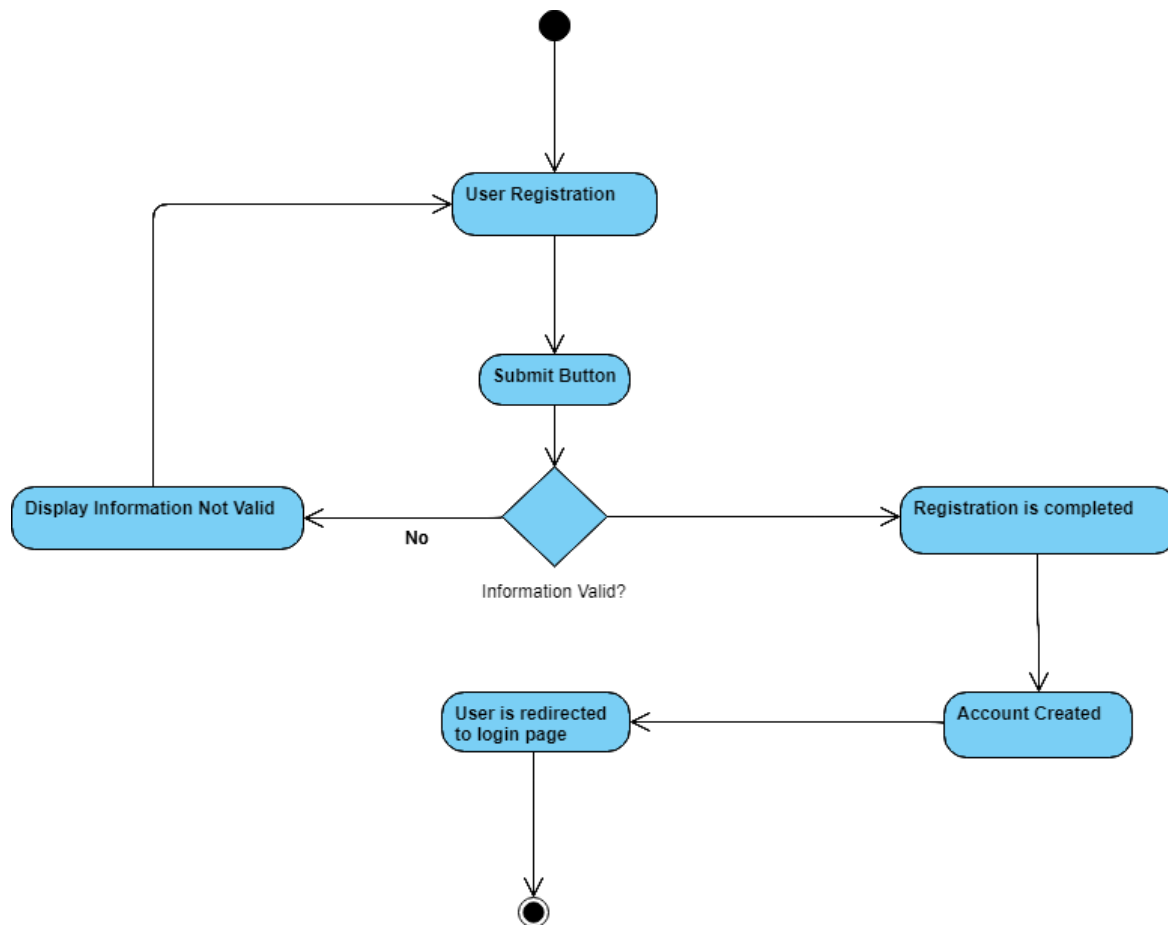 User Registration
Submit Button
Display Information Not Valid
No
Information Valid?
Registration is completed
Account Created
User is redirected
to login page